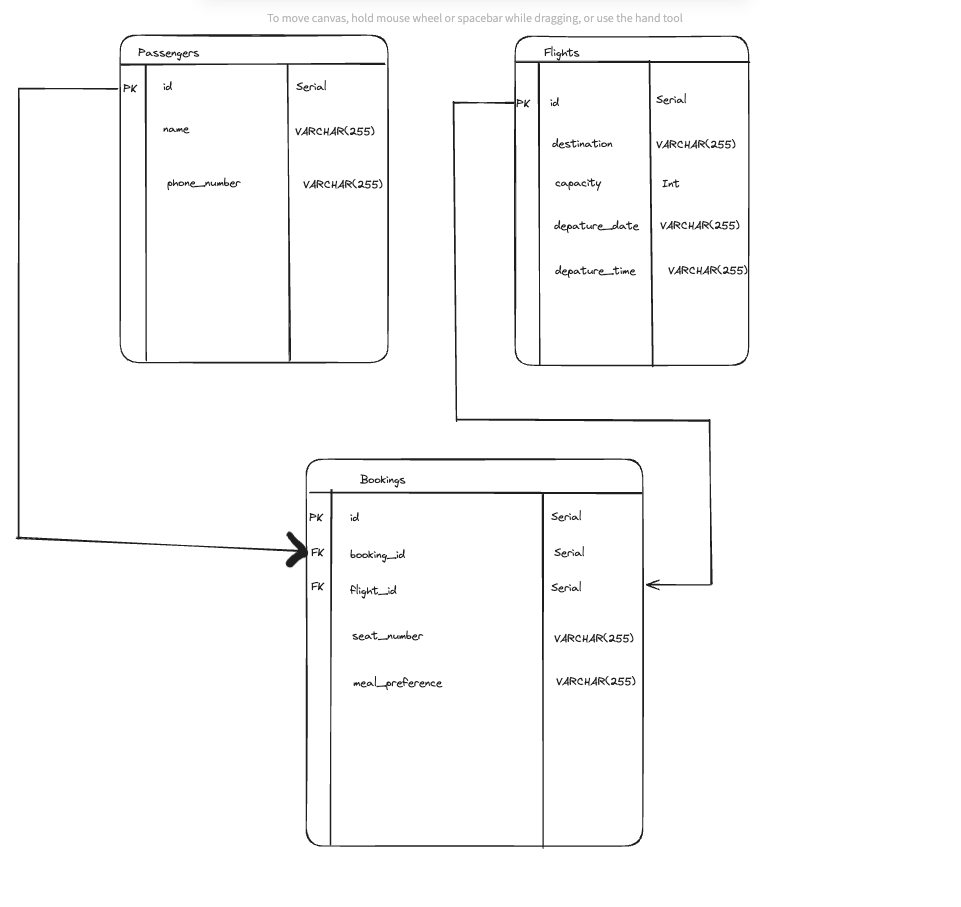 To move canvas, hold mouse wheel or spacebar while dragging, or use the hand tool
Passengers
PK id Serial
name VARCHAR(255)
phone_number VARCHAR(255)
Flights
PK id Serial
destination VARCHAR(255)
capacity Int
depature_date VARCHAR(255)
depature_time VARCHAR(255)
Bookings
PK id Serial
FK booking_id Serial
FK flight_id Serial
seat_number VARCHAR(255)
meal_preference VARCHAR(255)